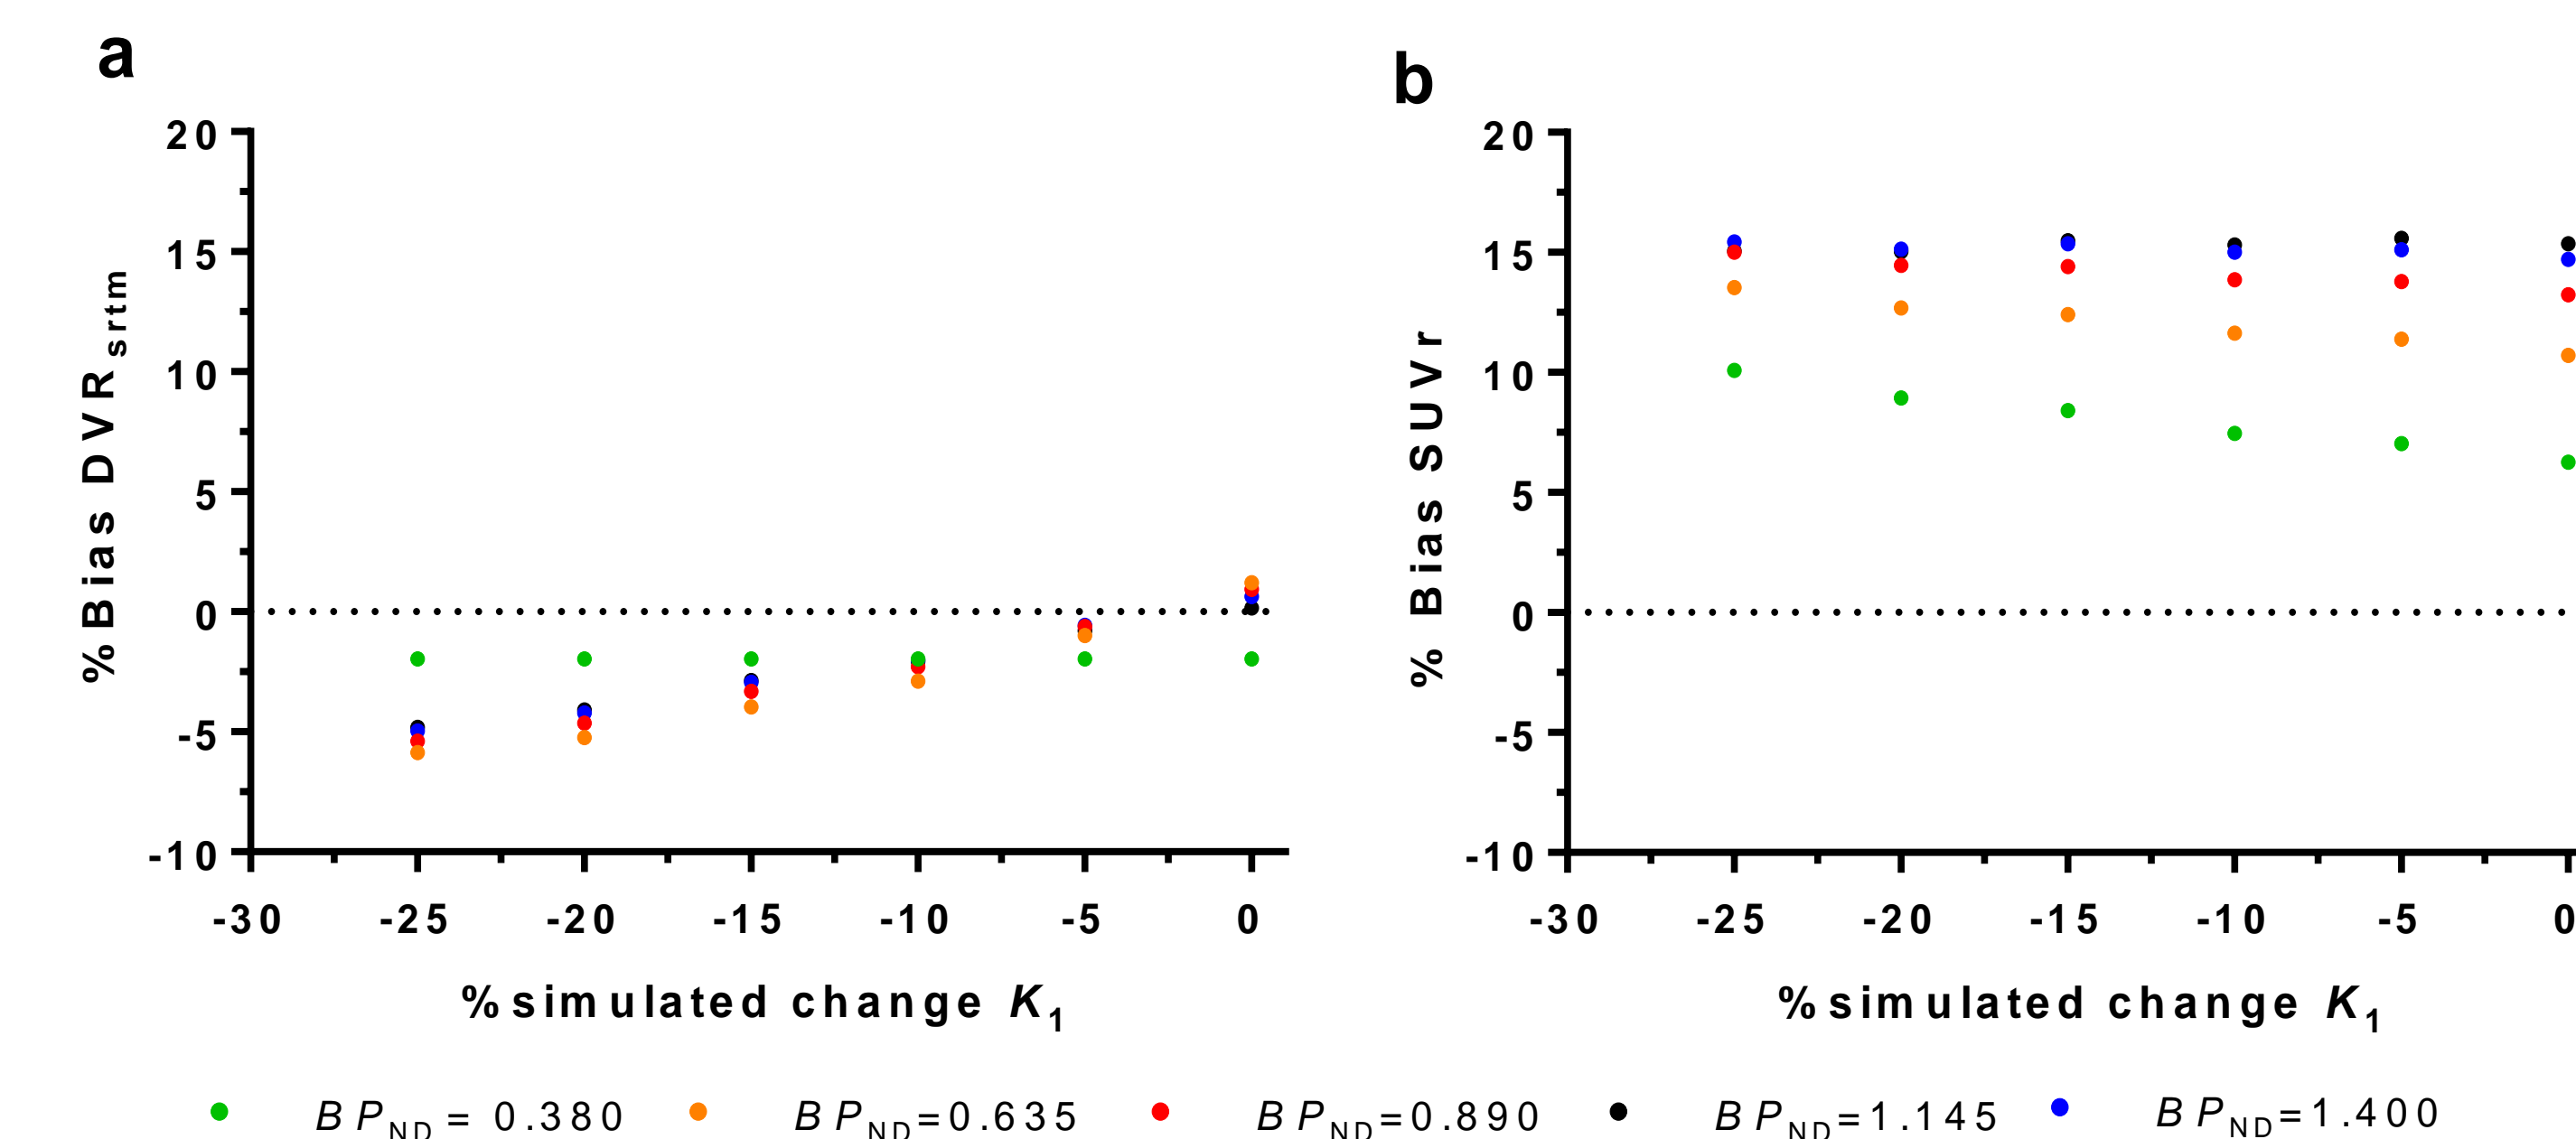 a
b
20
15
10
5
0
-5
-10
% Bias DVRsrtm
-30 -25 -20 -15 -10 -5 0
% simulated change K1
20
15
10
5
0
-5
-10
% Bias SUVr
-30 -25 -20 -15 -10 -5 0
% simulated change K1
BPND = 0.380 BPND=0.635 BPND=0.890 BPND=1.145 BPND=1.400